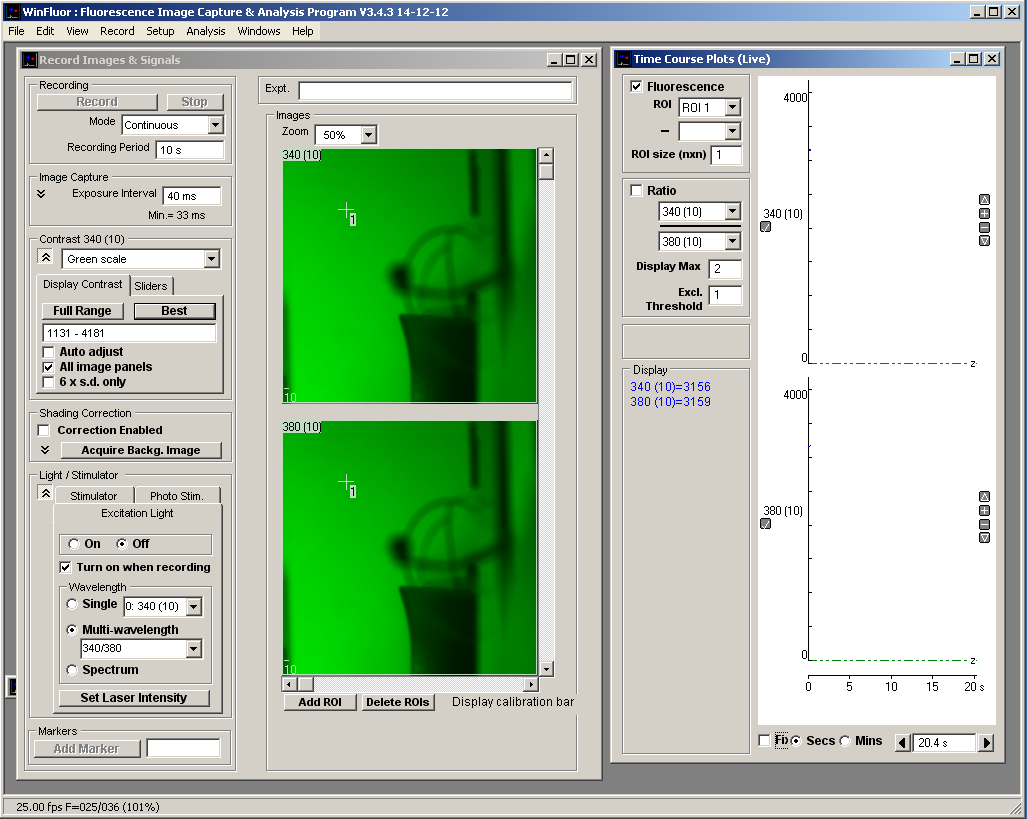 WinFluor : Fluorescence Image Capture & Analysis Program V3.4.3 14-12-12
File Edit View Record Setup Analysis Windows Help
Record Images & Signals
Recording
Record Stop
Mode Continuous
Recording Period 10 s
Image Capture
Exposure Interval 40 ms
Min.= 33 ms
Contrast 340 (10)
Green scale
Display Contrast Sliders
Full Range Best
1131 - 4181
Auto adjust
All image panels
6 x s.d. only
Shading Correction
Correction Enabled
Acquire Backg. Image
Light / Stimulator
Stimulator Photo Stim.
Excitation Light
On Off
Turn on when recording
Wavelength
Single 0: 340 (10)
Multi-wavelength
340/380
Spectrum
Set Laser Intensity
Markers
Add Marker
Expt.
Images
Zoom 50%
340 (10)
1
10
380 (10)
1
10
Add ROI Delete ROIs Display calibration bar
Time Course Plots (Live)
Fluorescence
ROI ROI 1
–
ROI size (nxn) 1
Ratio
340 (10)
380 (10)
Display Max 2
Excl. Threshold 1
Display
340 (10)=3156
380 (10)=3159
4000
340 (10)
0 z
4000
380 (10)
0 z
0 5 10 15 20 s
Fix Secs Mins 20.4 s
25.00 fps F=025/036 (101%)